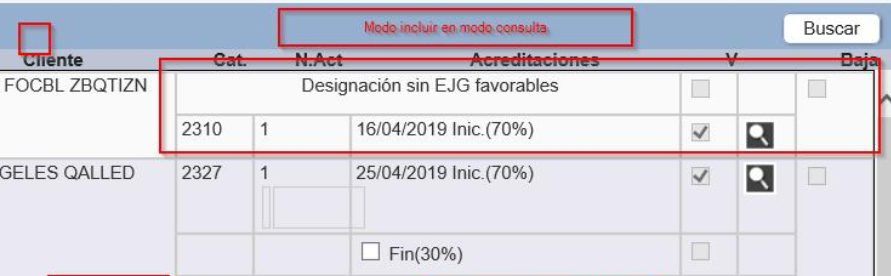 Modo incluir en modo consulta
Buscar
Cliente Cat. N.Act Acreditaciones V Baja
FOCBL ZBQTIZN Designación sin EJG favorables
2310 1 16/04/2019 Inic.(70%)
GELES QALLED 2327 1 25/04/2019 Inic.(70%)
Fin(30%)